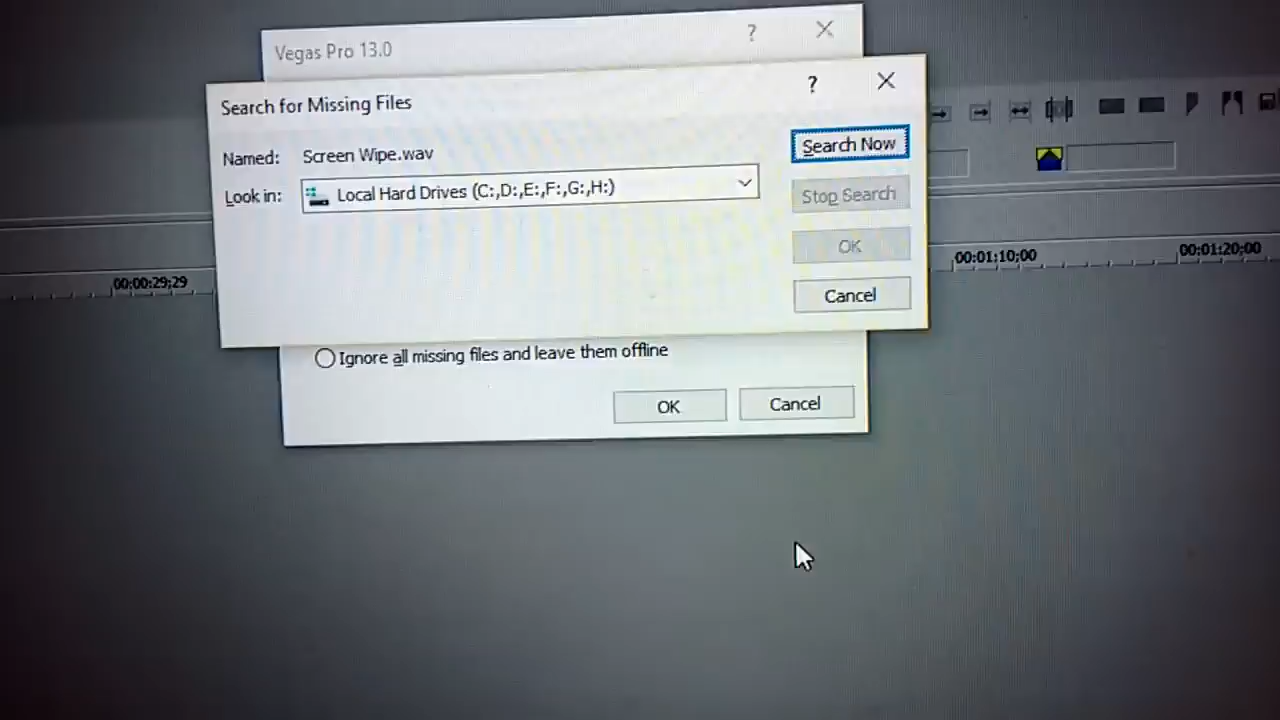 Vegas Pro 13.0
?
Search for Missing Files
?
Named: Screen Wipe.wav
Search Now
Look in: Local Hard Drives (C:,D:,E:,F:,G:,H:)
Stop Search
OK
00:00:29;29
00:01:10;00
00:01:20;00
Cancel
Ignore all missing files and leave them offline
OK
Cancel